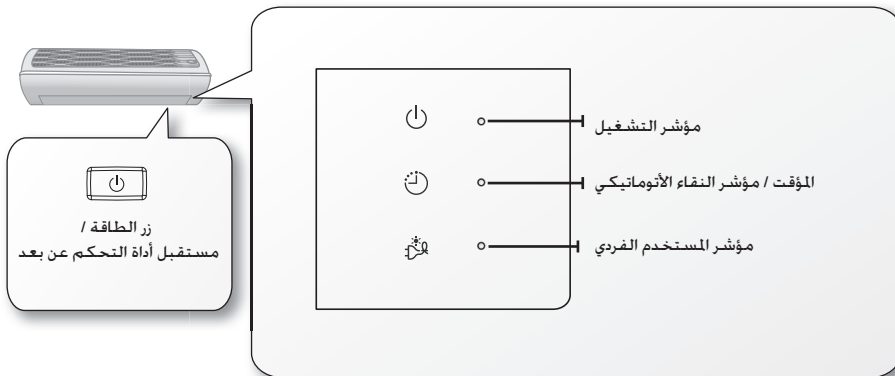 مؤشر التشغيل
المؤقت / مؤشر النقاء الأتوماتيكي
مؤشر المستخدم الفردي
زر الطاقة /
مستقبل أداة التحكم عن بعد